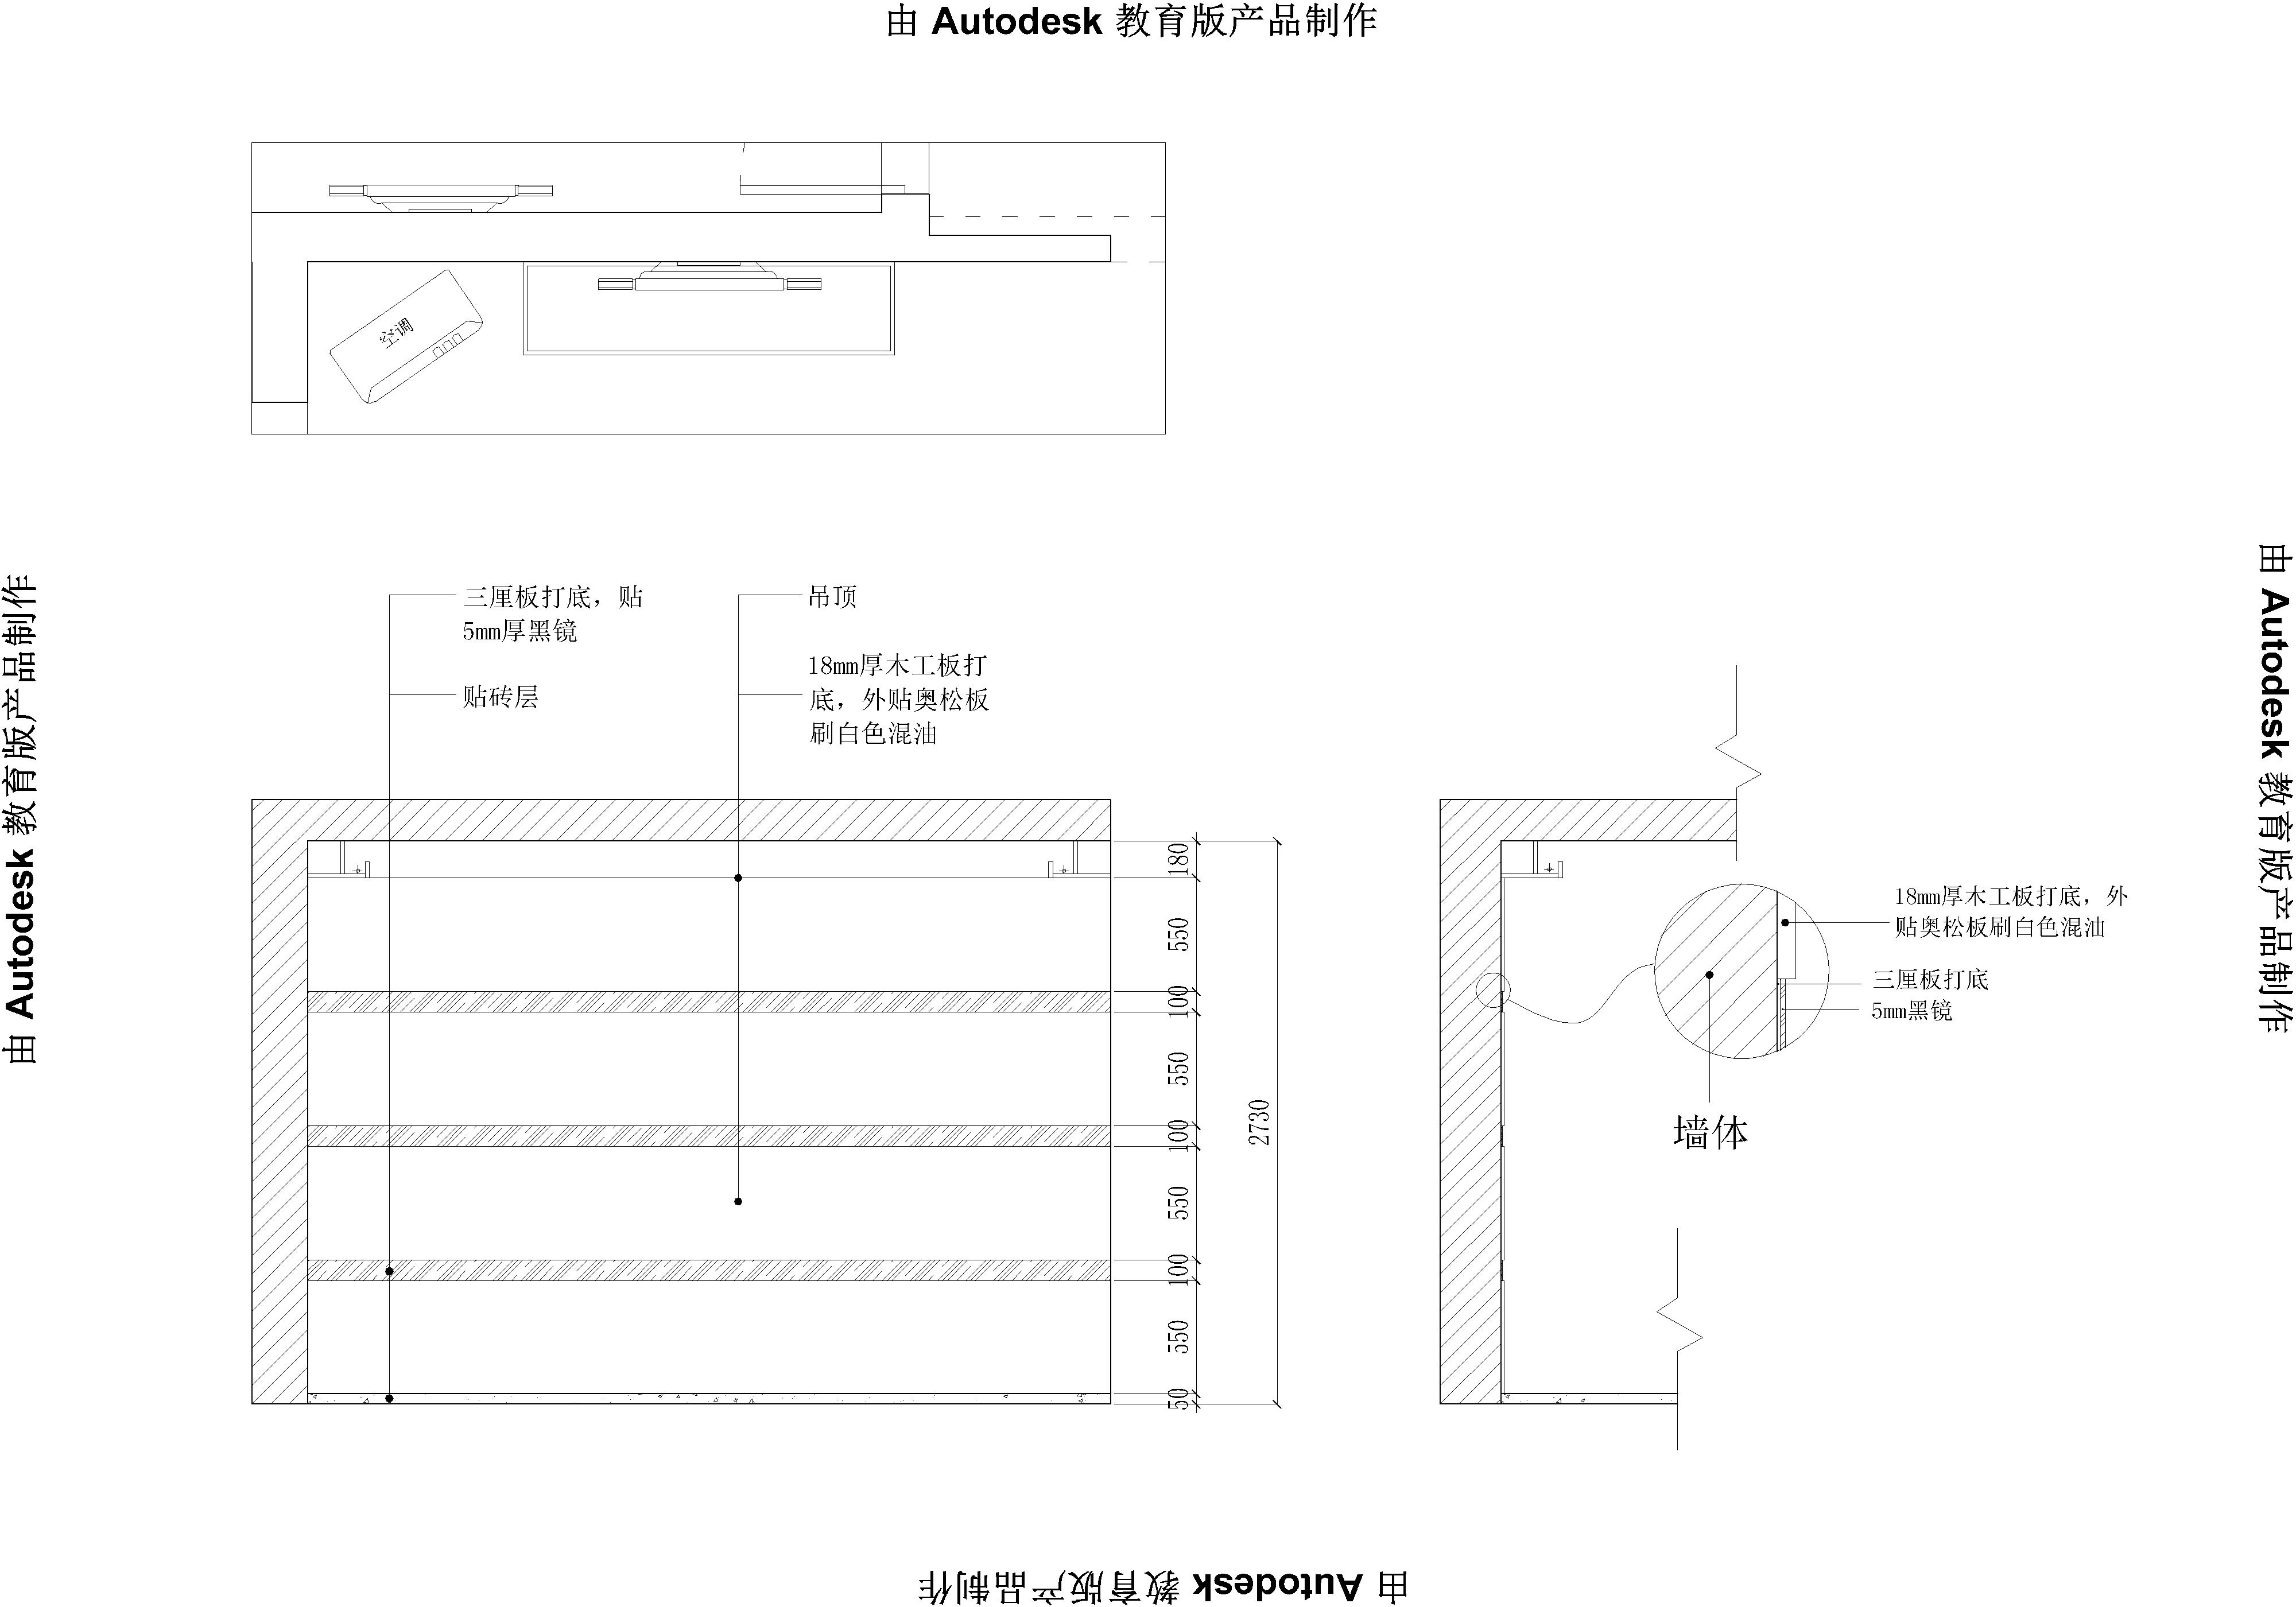 由 Autodesk 教育版产品制作
空调
由 Autodesk 教育版产品制作
由 Autodesk 教育版产品制作
三厘板打底，贴
5mm厚黑镜
贴砖层
吊顶
18mm厚木工板打
底，外贴奥松板
刷白色混油
180
550
100
550
100
550
100
550
50
2730
18mm厚木工板打底，外
贴奥松板刷白色混油
三厘板打底
5mm黑镜
墙体
由 Autodesk 教育版产品制作